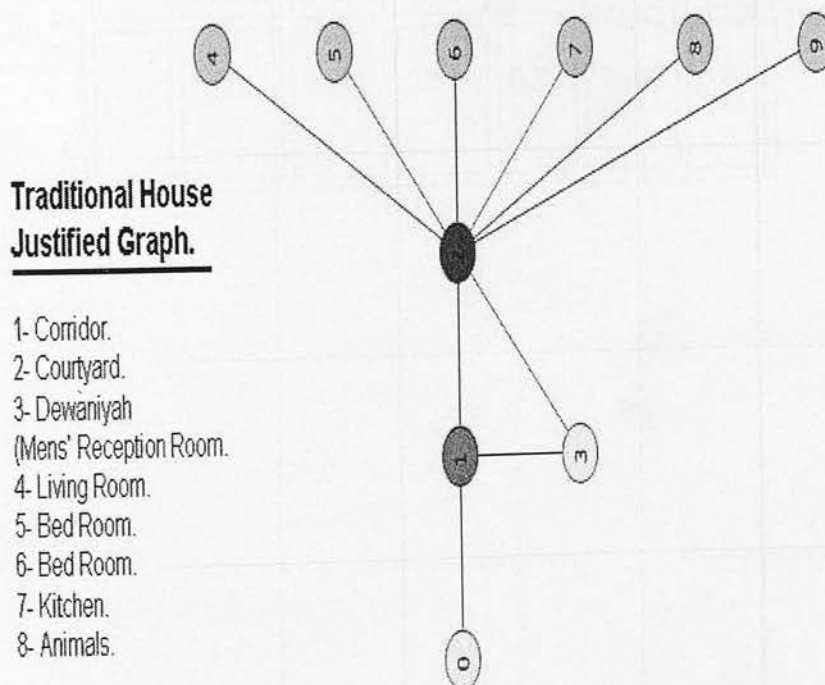 4
5
6
7
8
9
Traditional House
Justified Graph.
2
1- Corridor.
2- Courtyard.
3- Dewaniyah
(Mens' Reception Room.
4- Living Room.
5- Bed Room.
6- Bed Room.
7- Kitchen.
8- Animals.
1
3
0